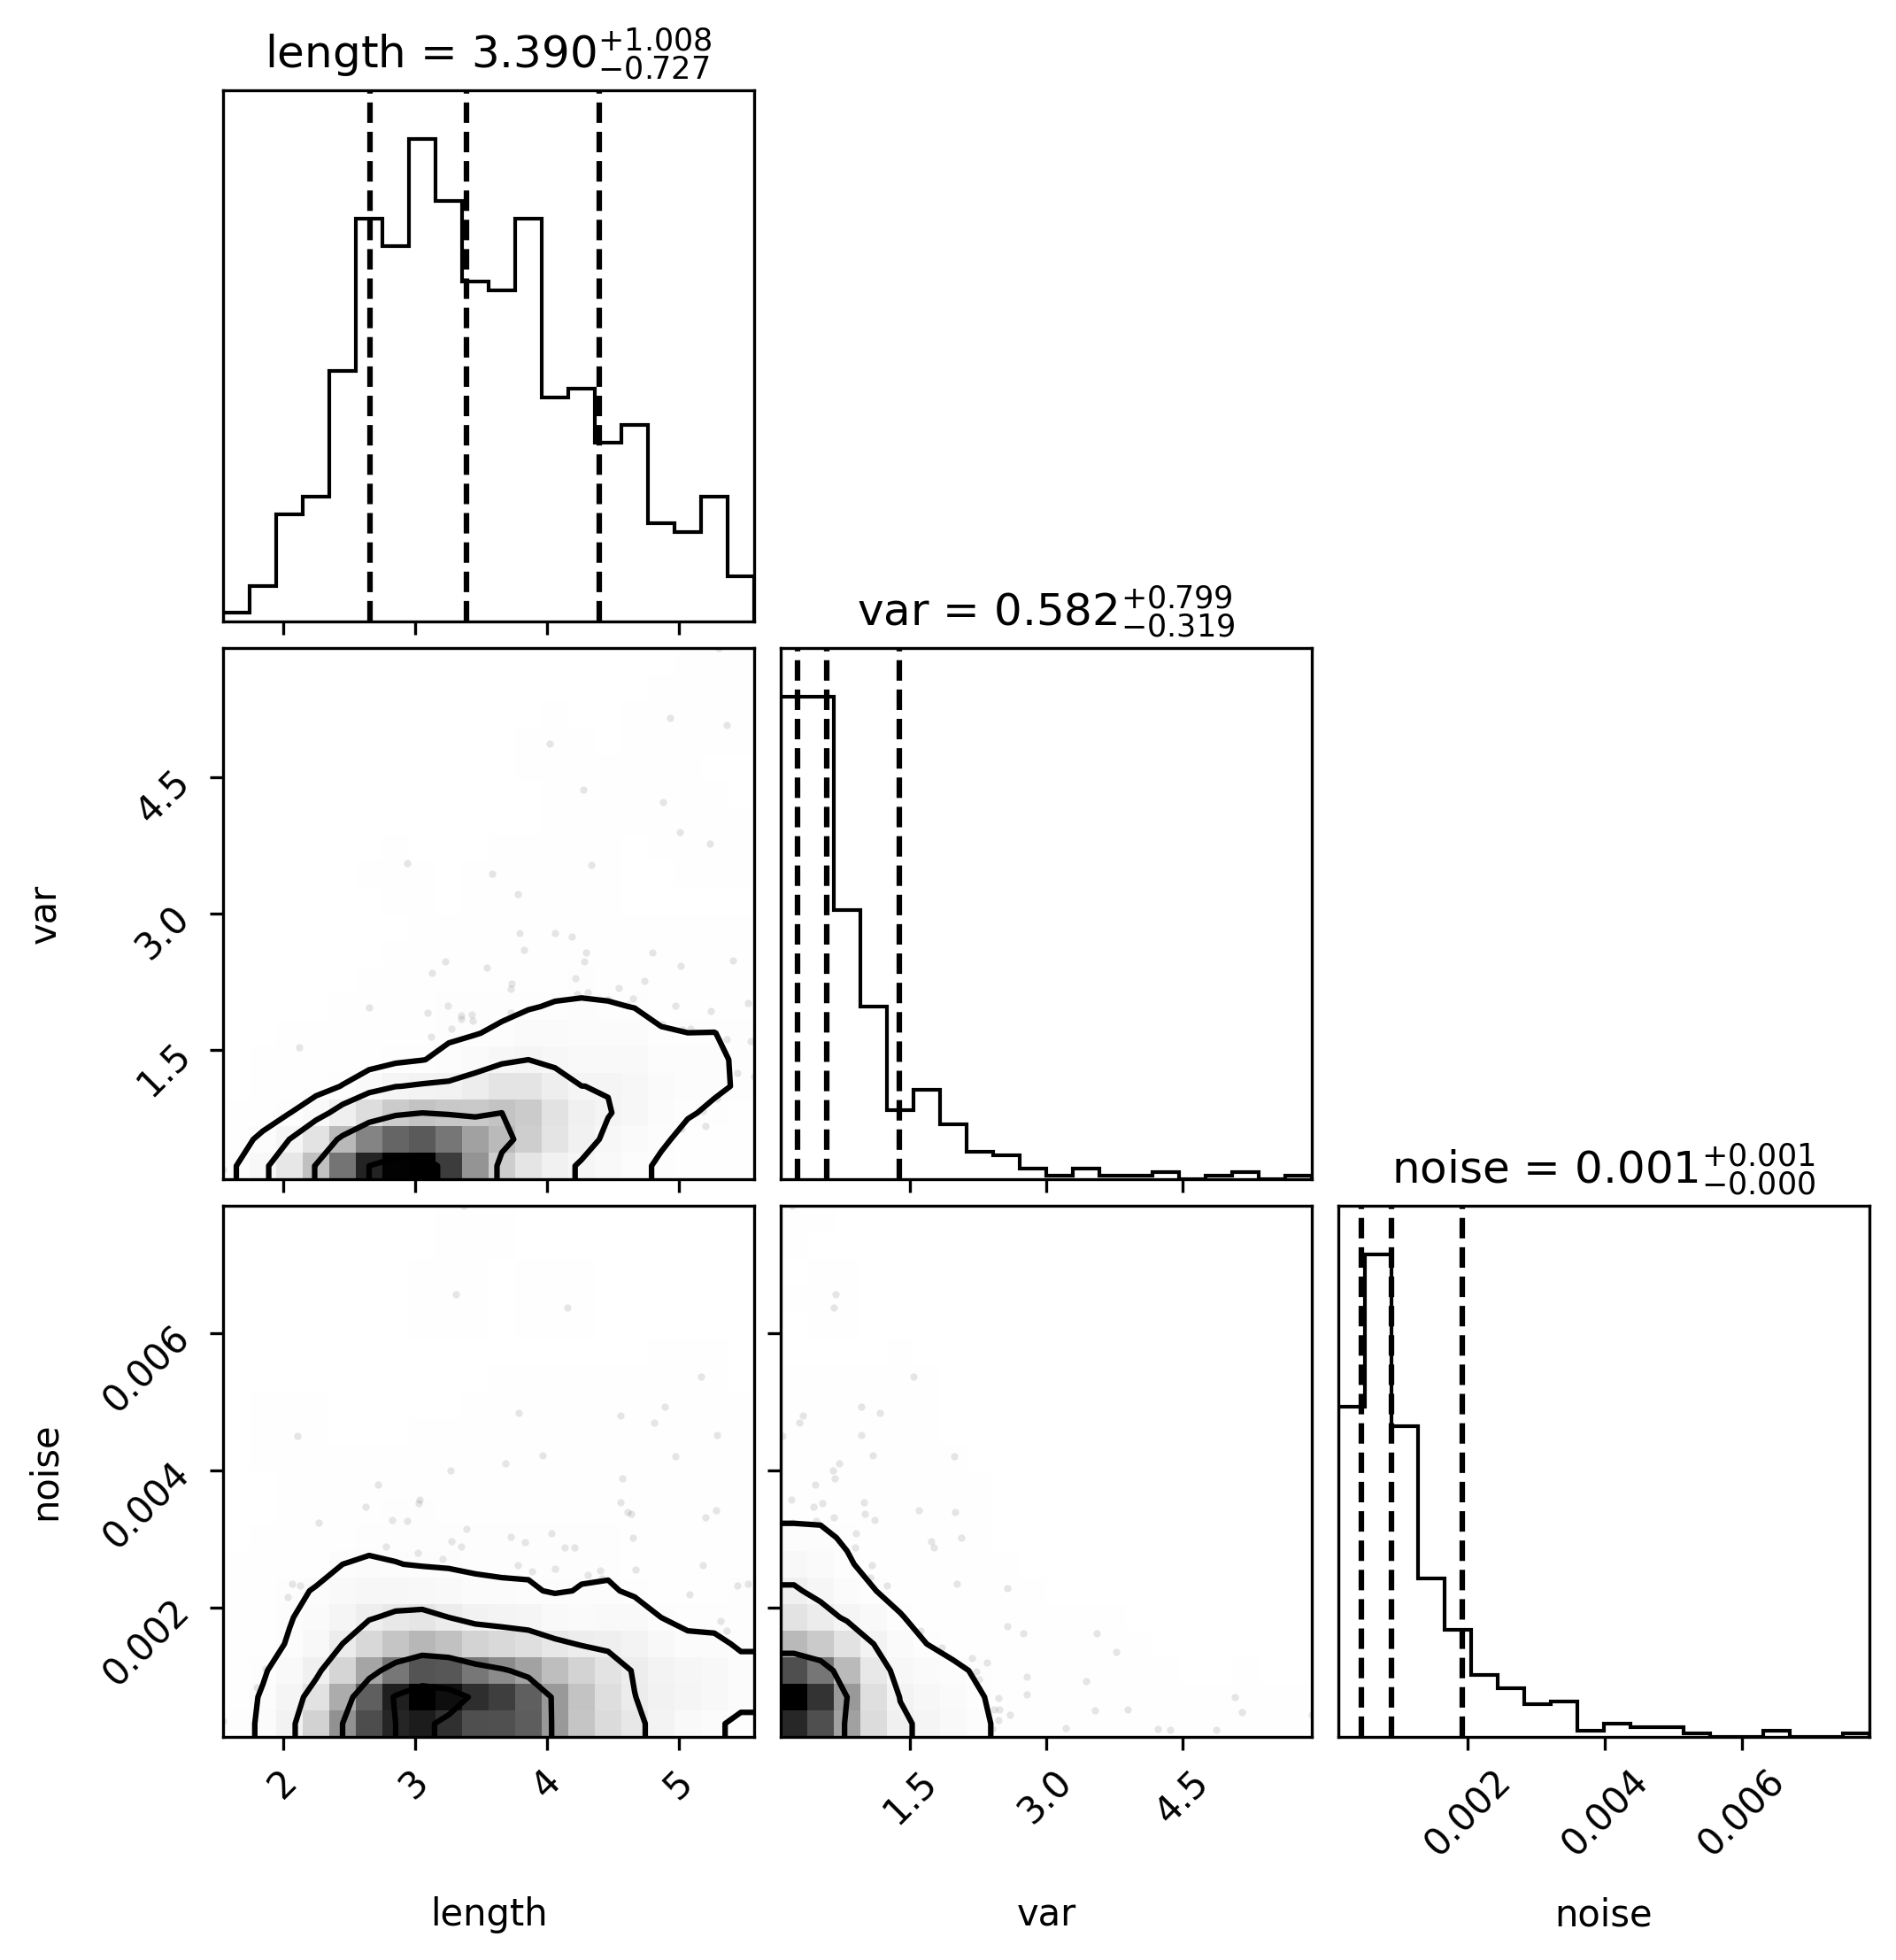 length = 3.390 +1.008 −0.727
var = 0.582 +0.799 −0.319
4.5
3.0
1.5
var
noise = 0.001 +0.001 −0.000
0.006
0.004
0.002
noise
2 3 4 5
1.5 3.0 4.5
0.002 0.004 0.006
length
var
noise